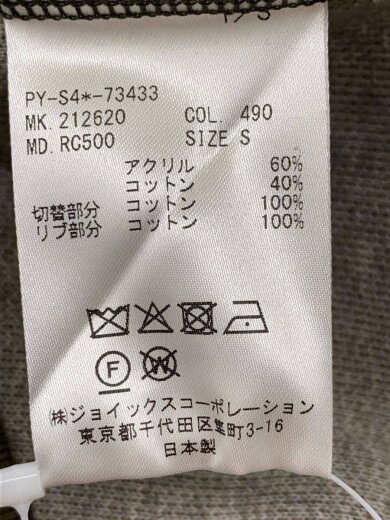 PY-S4*-73433
MK. 212620 COL. 490
MD. RC500 SIZE S
アクリル 60%
コットン 40%
切替部分 コットン 100%
リブ部分 コットン 100%
F W
㈱ジョイックスコーポレーション
東京都千代田区隼町3-16
日本製